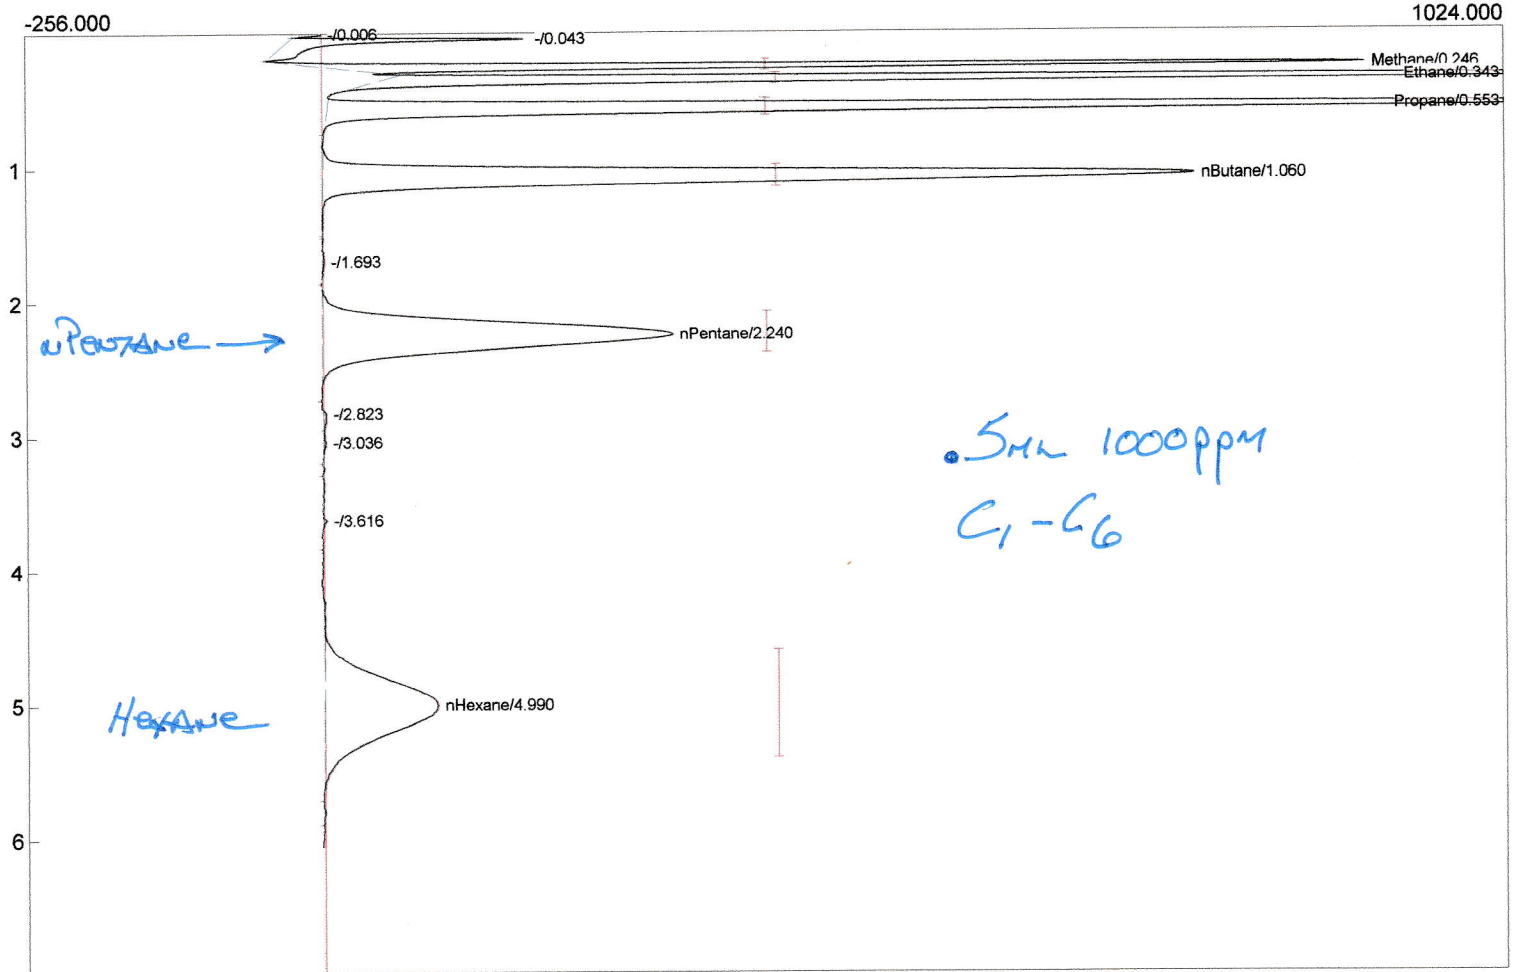 -256.000
1024.000
-/0.006
-/0.043
Methane/0.246
Ethane/0.343
Propane/0.553
1
nButane/1.060
-/1.693
2
nPentane/2.240
nPENTANE →
-/2.823
3
-/3.036
.5mL 1000ppM
C1-C6
-/3.616
4
5
nHexane/4.990
HEXANE
6